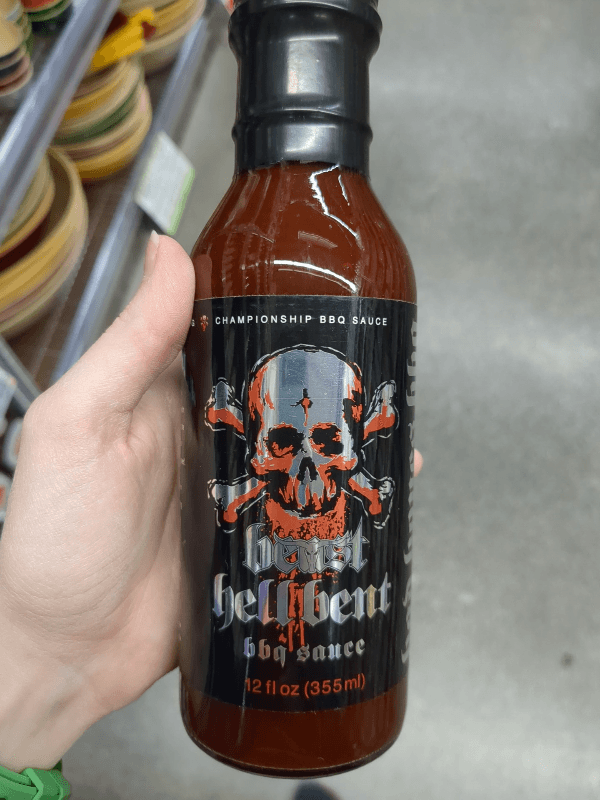 CHAMPIONSHIP BBQ SAUCE
beast
hellbent
bbq sauce
12 fl oz (355ml)